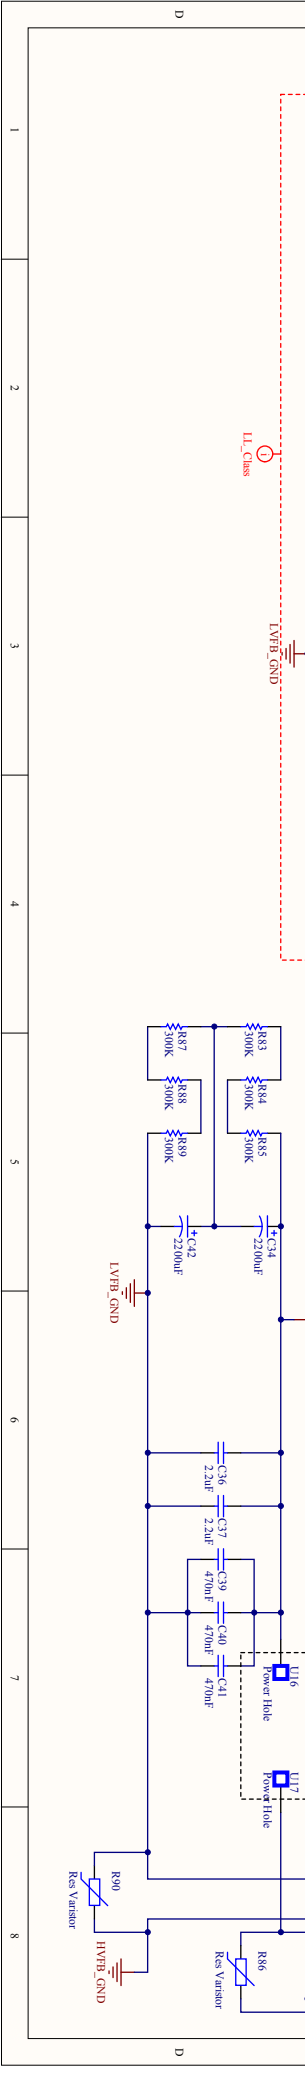 D
1
2
3
4
5
6
7
8
D
LL_Class
i
LVFB_GND
R87
300K
R83
300K
R88
300K
R84
300K
R89
300K
R85
300K
+
C42
2200uF
+
C34
2200uF
LVFB_GND
C36
2.2uF
C37
2.2uF
C39
470nF
C40
470nF
C41
470nF
U16
Power Hole
U17
Power Hole
R90
Res Varistor
HVFB_GND
R86
Res Varistor